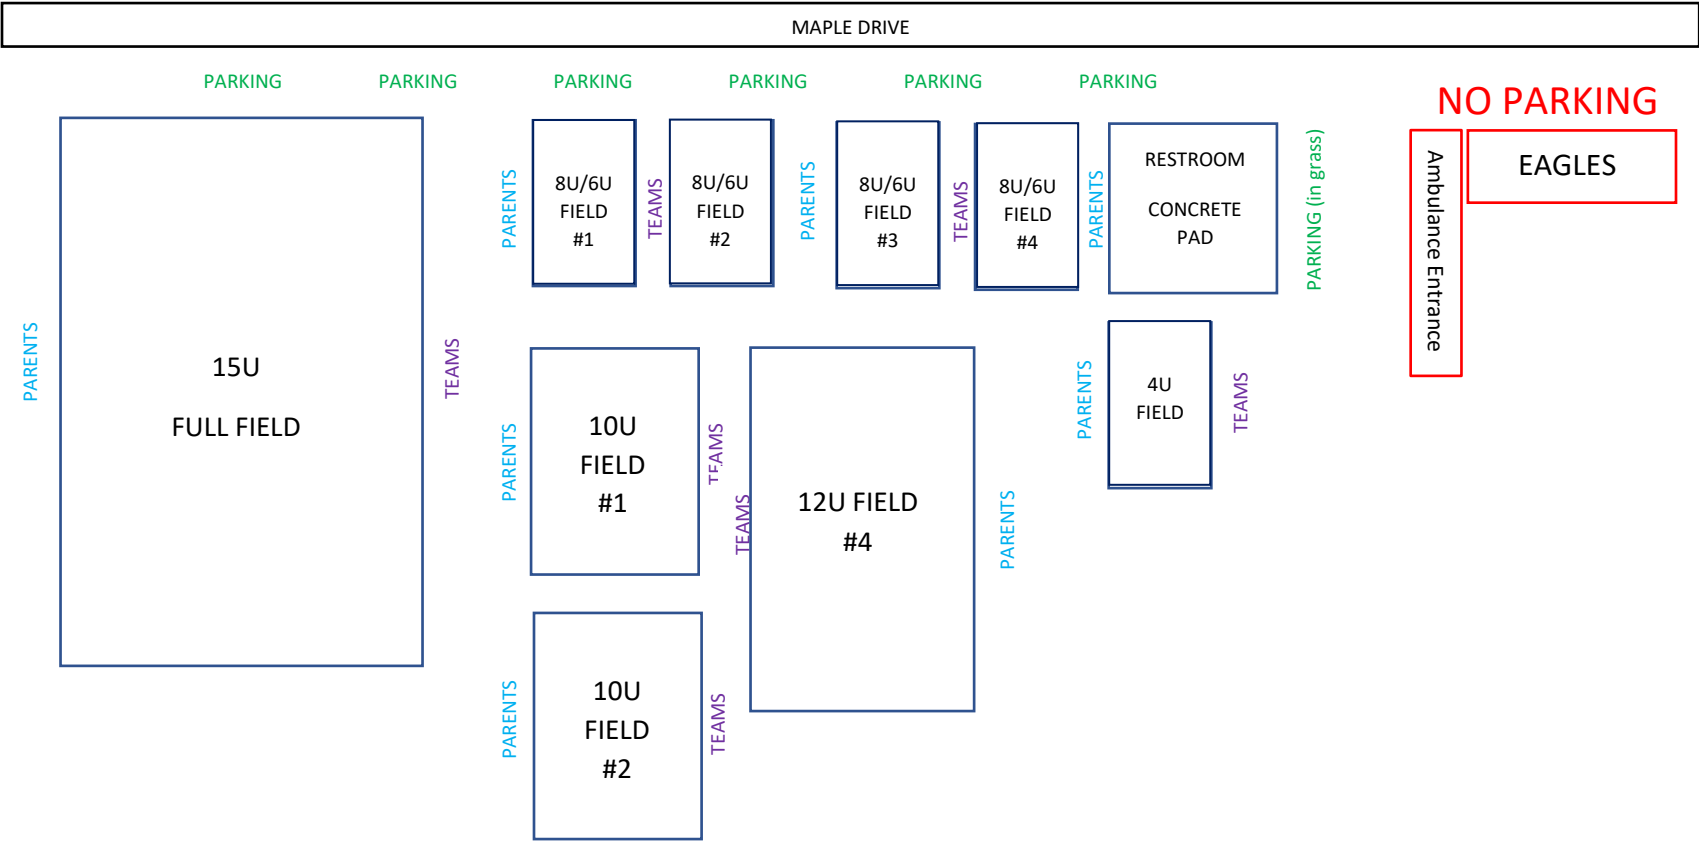 MAPLE DRIVE
PARKING PARKING PARKING PARKING PARKING PARKING
NO PARKING
PARENTS
15U
FULL FIELD
TEAMS
PARENTS
8U/6U
FIELD
#1
TEAMS
8U/6U
FIELD
#2
PARENTS
8U/6U
FIELD
#3
TEAMS
8U/6U
FIELD
#4
PARENTS
RESTROOM
CONCRETE
PAD
PARKING (in grass)
Ambulance Entrance
EAGLES
PARENTS
10U
FIELD
#1
TEAMS
TEAMS
12U FIELD
#4
PARENTS
PARENTS
4U
FIELD
TEAMS
PARENTS
10U
FIELD
#2
TEAMS